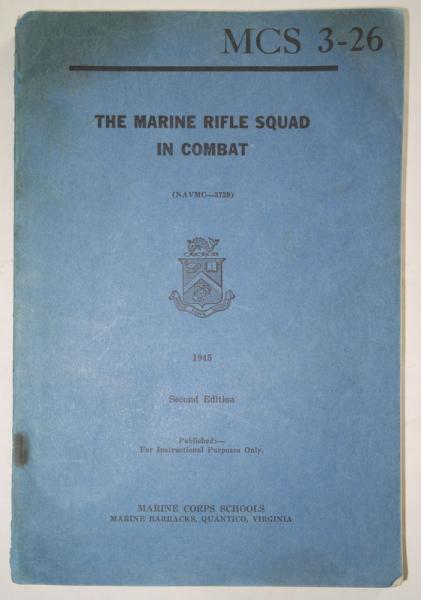 MCS 3-26
THE MARINE RIFLE SQUAD
IN COMBAT
(NAVMC—3729)
1945
Second Edition
Published:—
For Instructional Purposes Only.
MARINE CORPS SCHOOLS
MARINE BARRACKS, QUANTICO, VIRGINIA